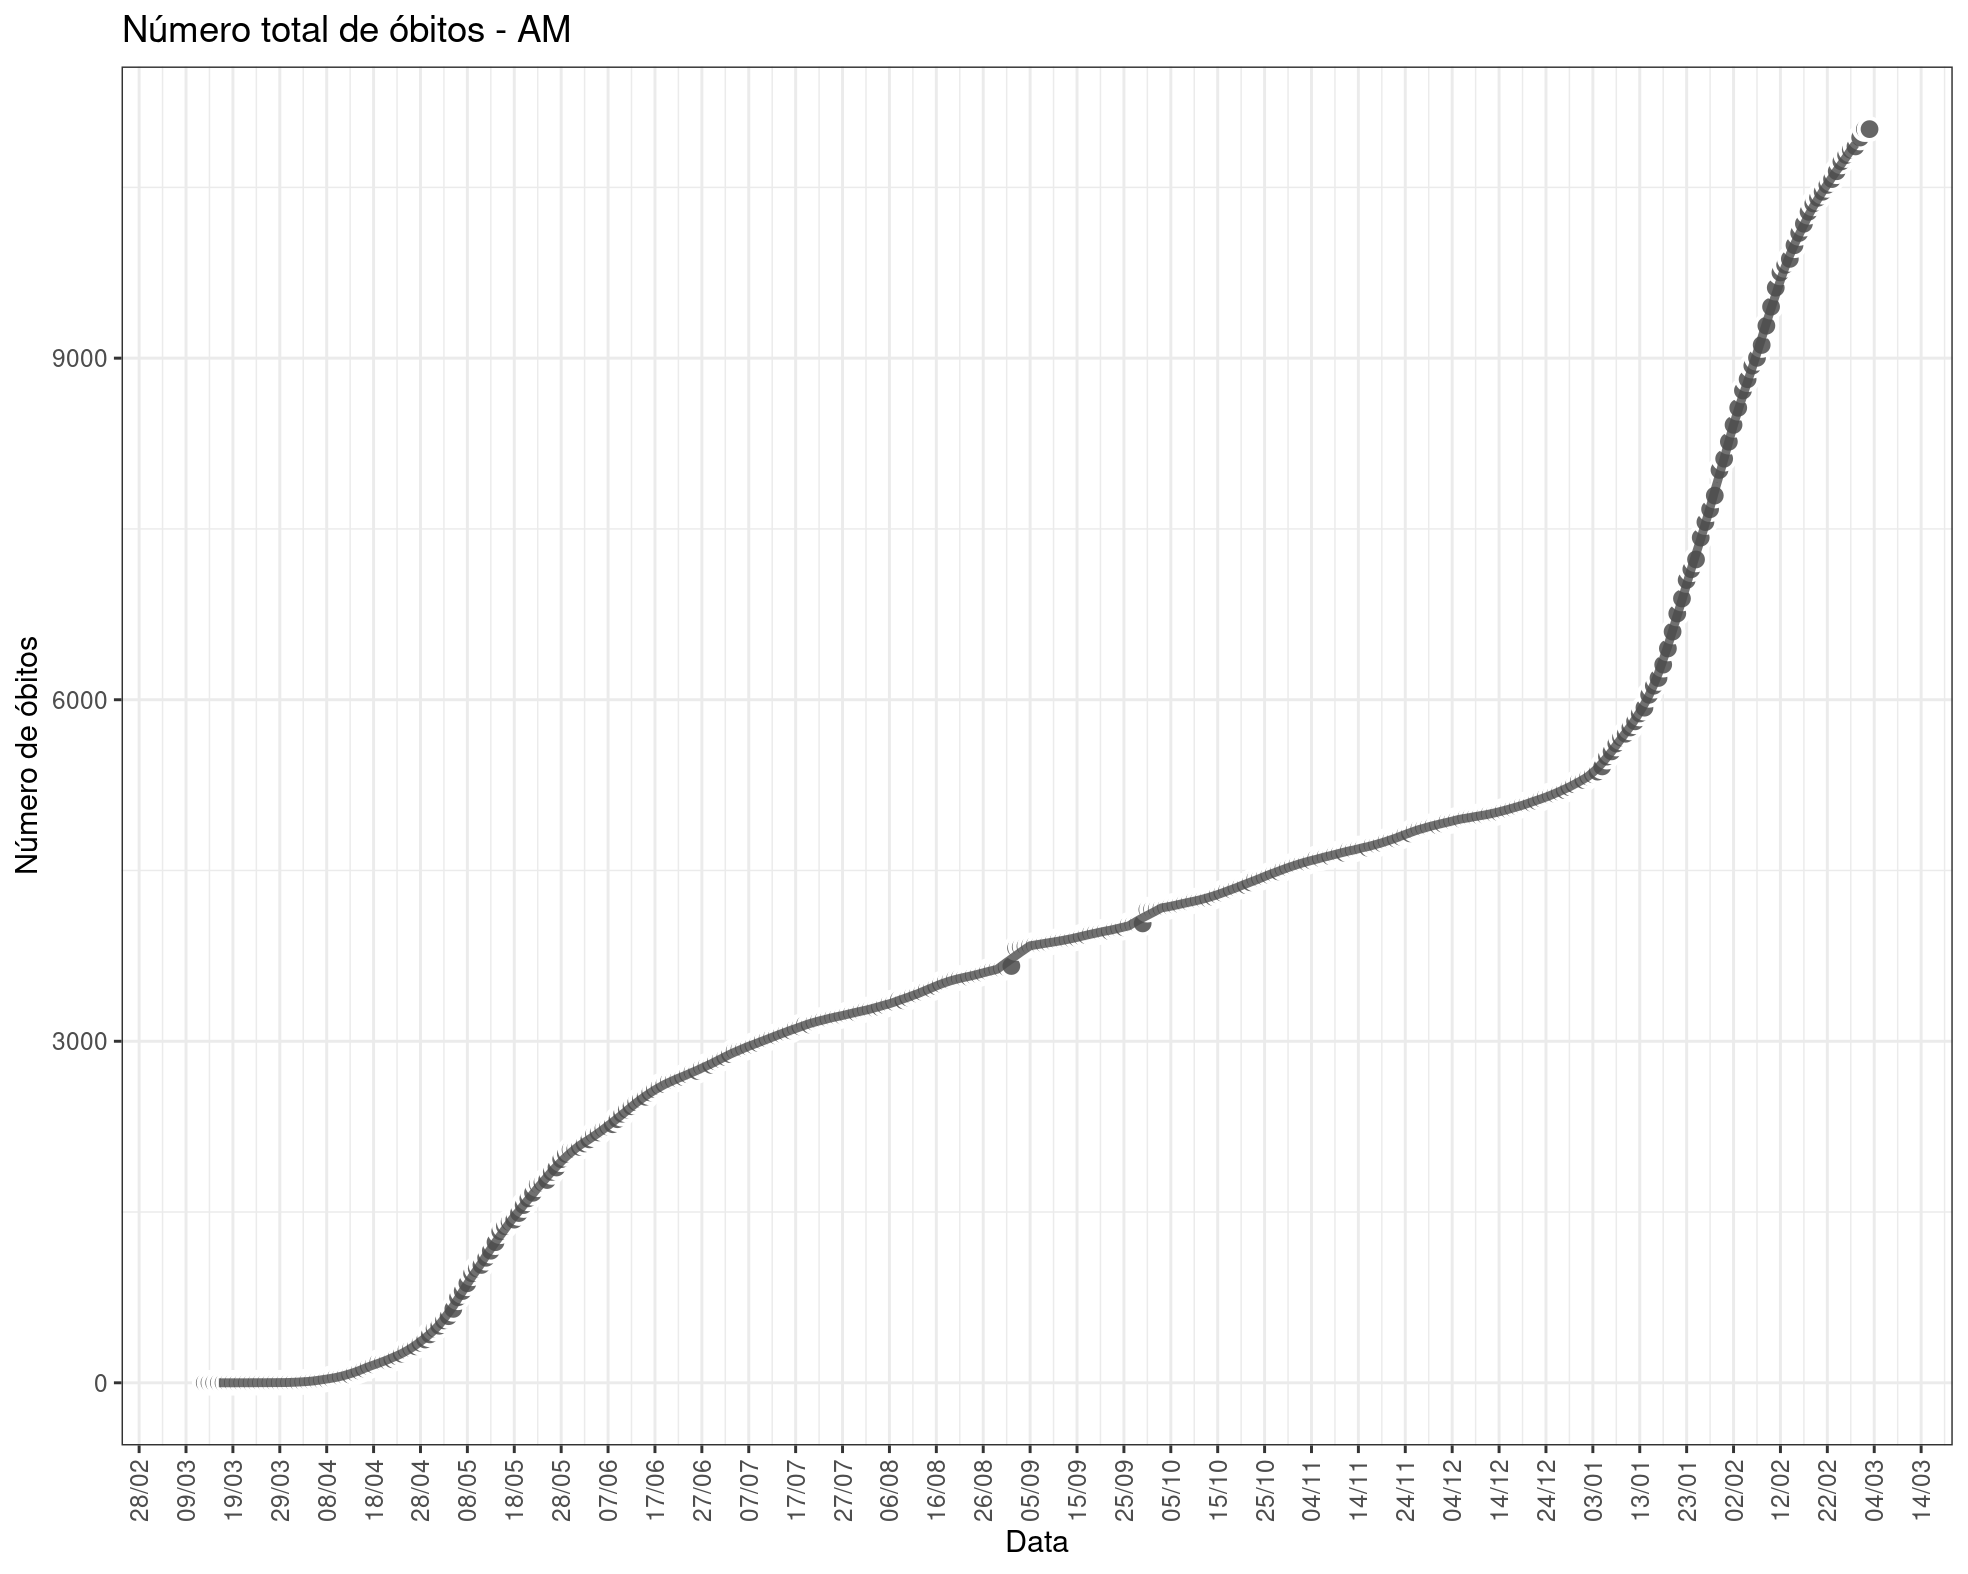 Número total de óbitos - AM
Número de óbitos
9000
6000
3000
0
28/02 09/03 19/03 29/03 08/04 18/04 28/04 08/05 18/05 28/05 07/06 17/06 27/06 07/07 17/07 27/07 06/08 16/08 26/08 05/09 15/09 25/09 05/10 15/10 25/10 04/11 14/11 24/11 04/12 14/12 24/12 03/01 13/01 23/01 02/02 12/02 22/02 04/03 14/03
Data